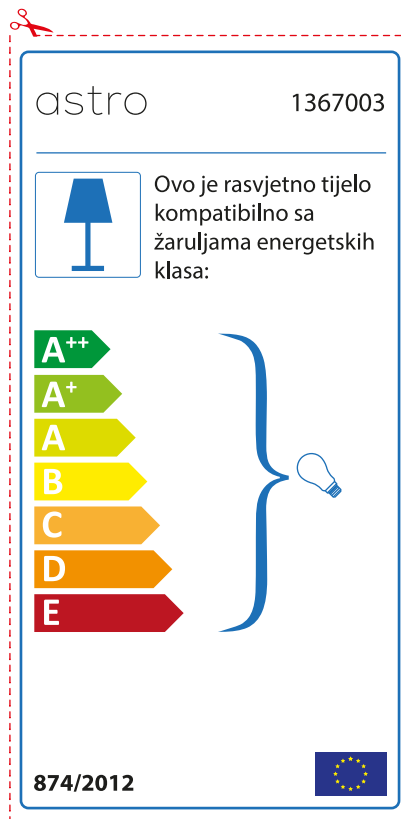 astro 1367003
Ovo je rasvjetno tijelo
kompatibilno sa
žaruljama energetskih
klasa:
A++
A+
A
B
C
D
E
874/2012